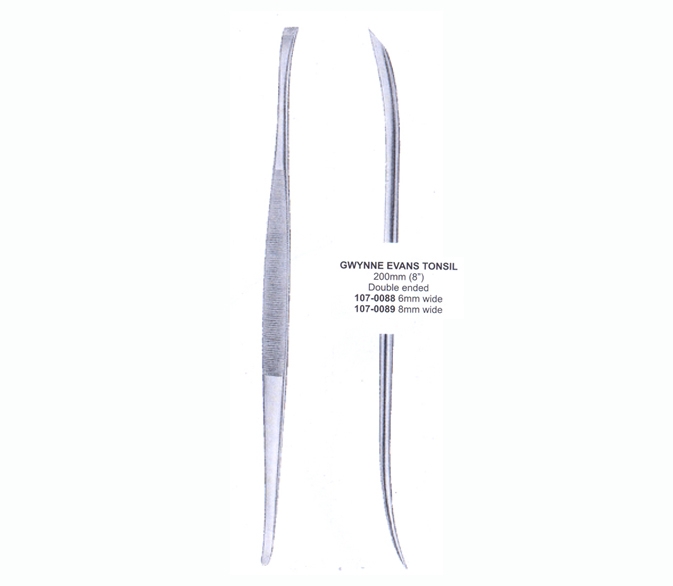 GWYNNE EVANS TONSIL
200mm (8")
Double ended
107-0088 6mm wide
107-0089 8mm wide